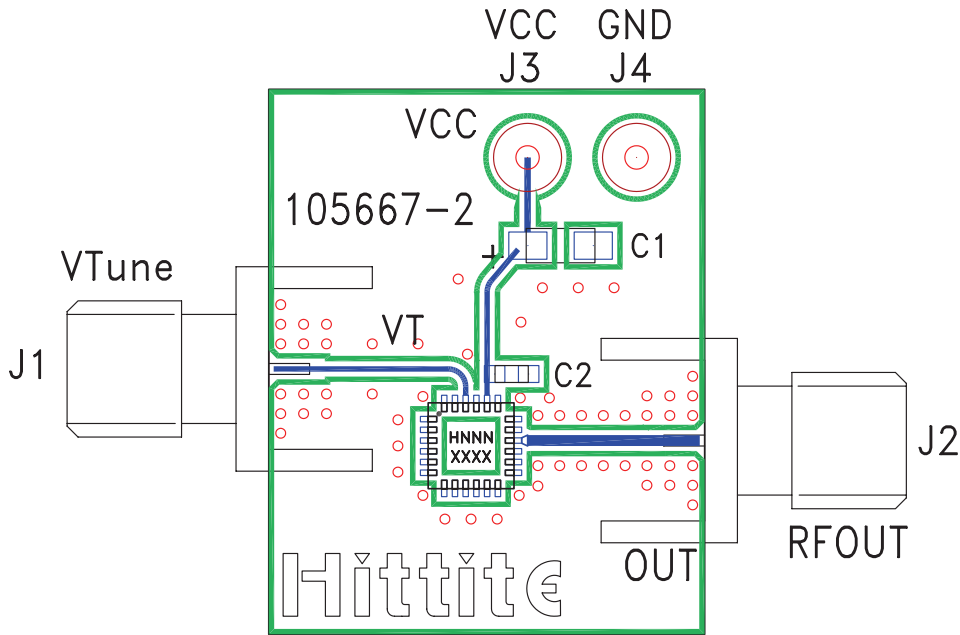 VCC GND
J3 J4
VCC
105667-2
C1
VTune
VT
J1
C2
HNNN
XXXX
J2
RFOUT
OUT
Hittite